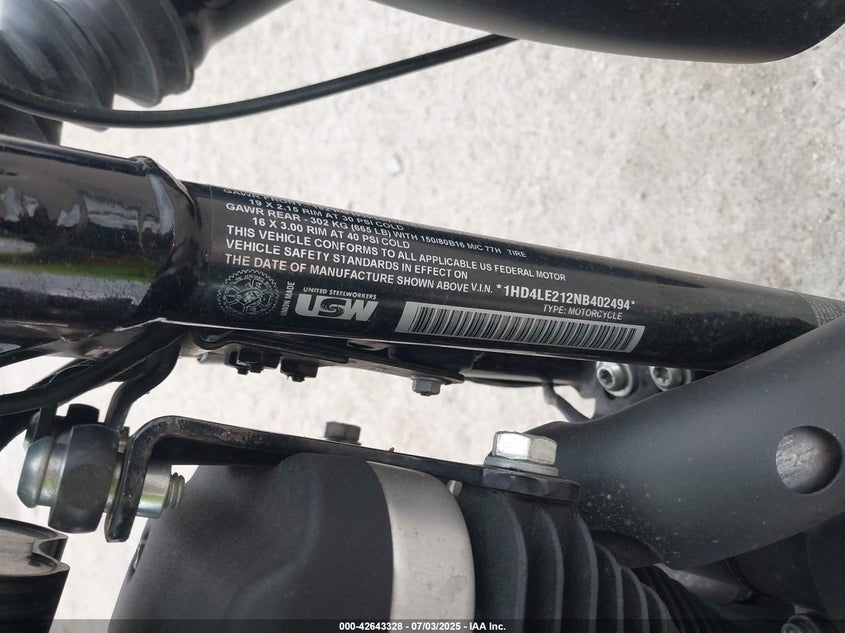 GAWR FRONT
19 X 2.15 RIM AT 30 PSI COLD
GAWR REAR - 302 KG (665 LB) WITH 150/80B16 M/C 77H TIRE
16 X 3.00 RIM AT 40 PSI COLD
THIS VEHICLE CONFORMS TO ALL APPLICABLE US FEDERAL MOTOR
VEHICLE SAFETY STANDARDS IN EFFECT ON
THE DATE OF MANUFACTURE SHOWN ABOVE V.I.N. *1HD4LE212NB402494*
TYPE: MOTORCYCLE
UNION MADE
UNITED STEELWORKERS
USW
000-42643328 - 07/03/2025 - IAA Inc.